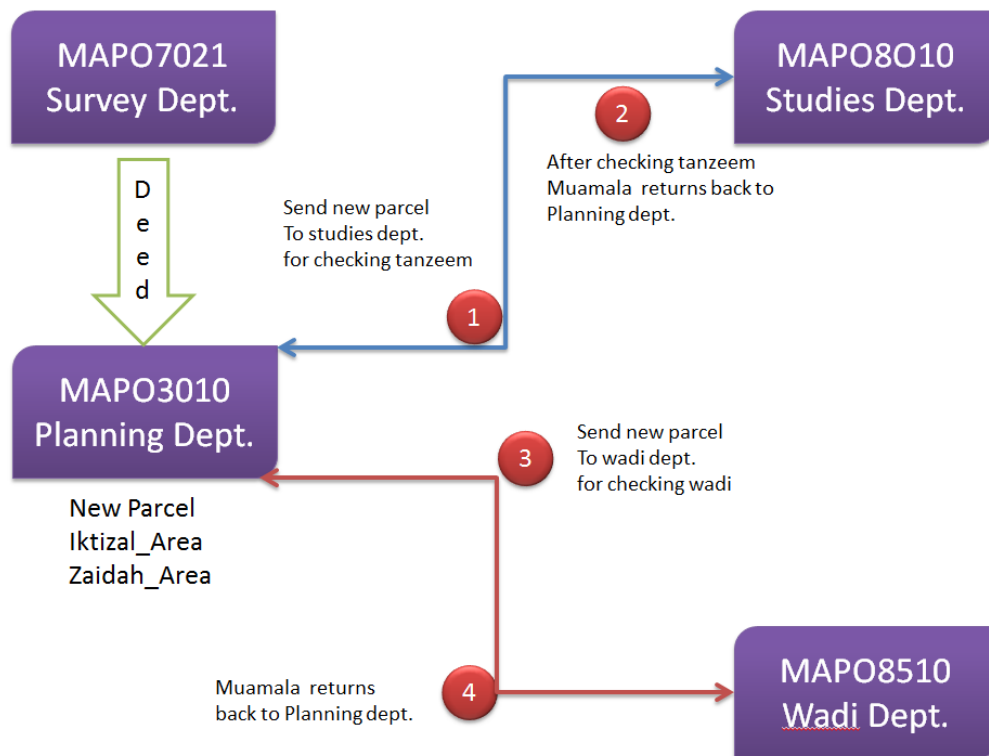 MAPO7021
Survey Dept.
MAPO8O10
Studies Dept.
D
e
e
d
2
After checking tanzeem
Muamala returns back to
Planning dept.
Send new parcel
To studies dept.
for checking tanzeem
1
MAPO3010
Planning Dept.
3
Send new parcel
To wadi dept.
for checking wadi
New Parcel
Iktizal_Area
Zaidah_Area
Muamala returns
back to Planning dept.
4
MAPO8510
Wadi Dept.